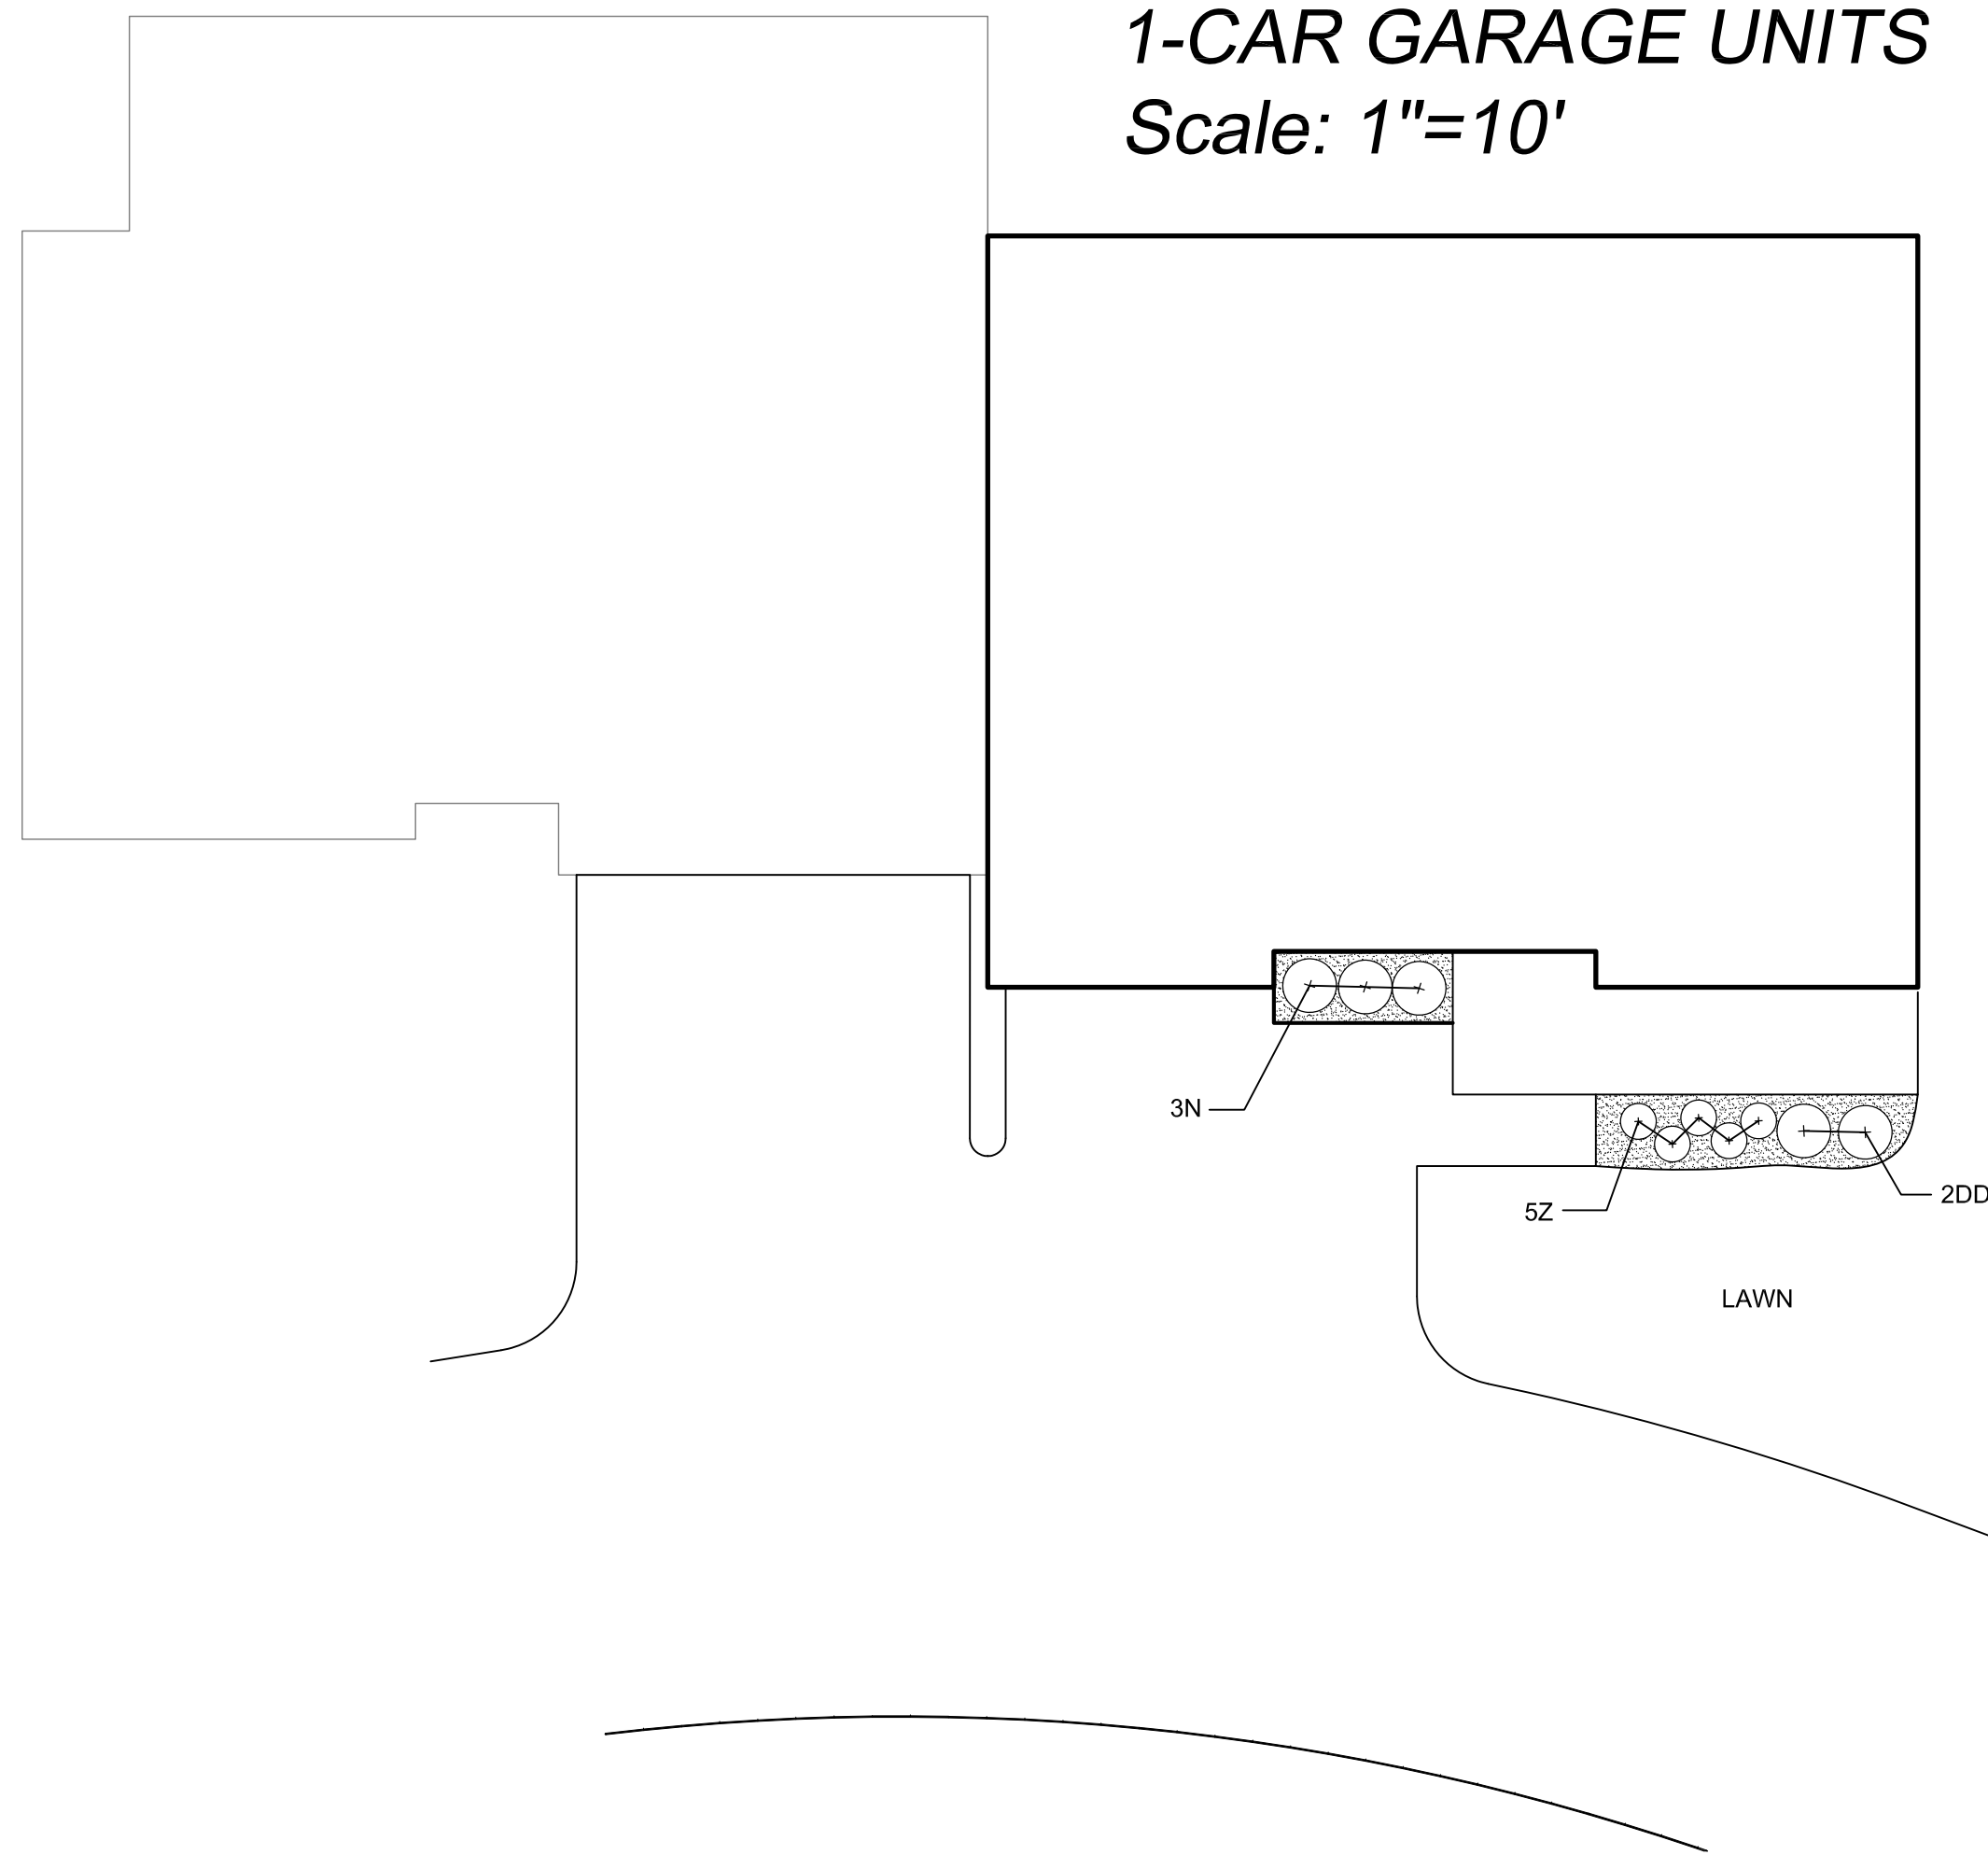 1-CAR GARAGE UNITS
Scale: 1"=10'
3N
5Z
2DD
LAWN